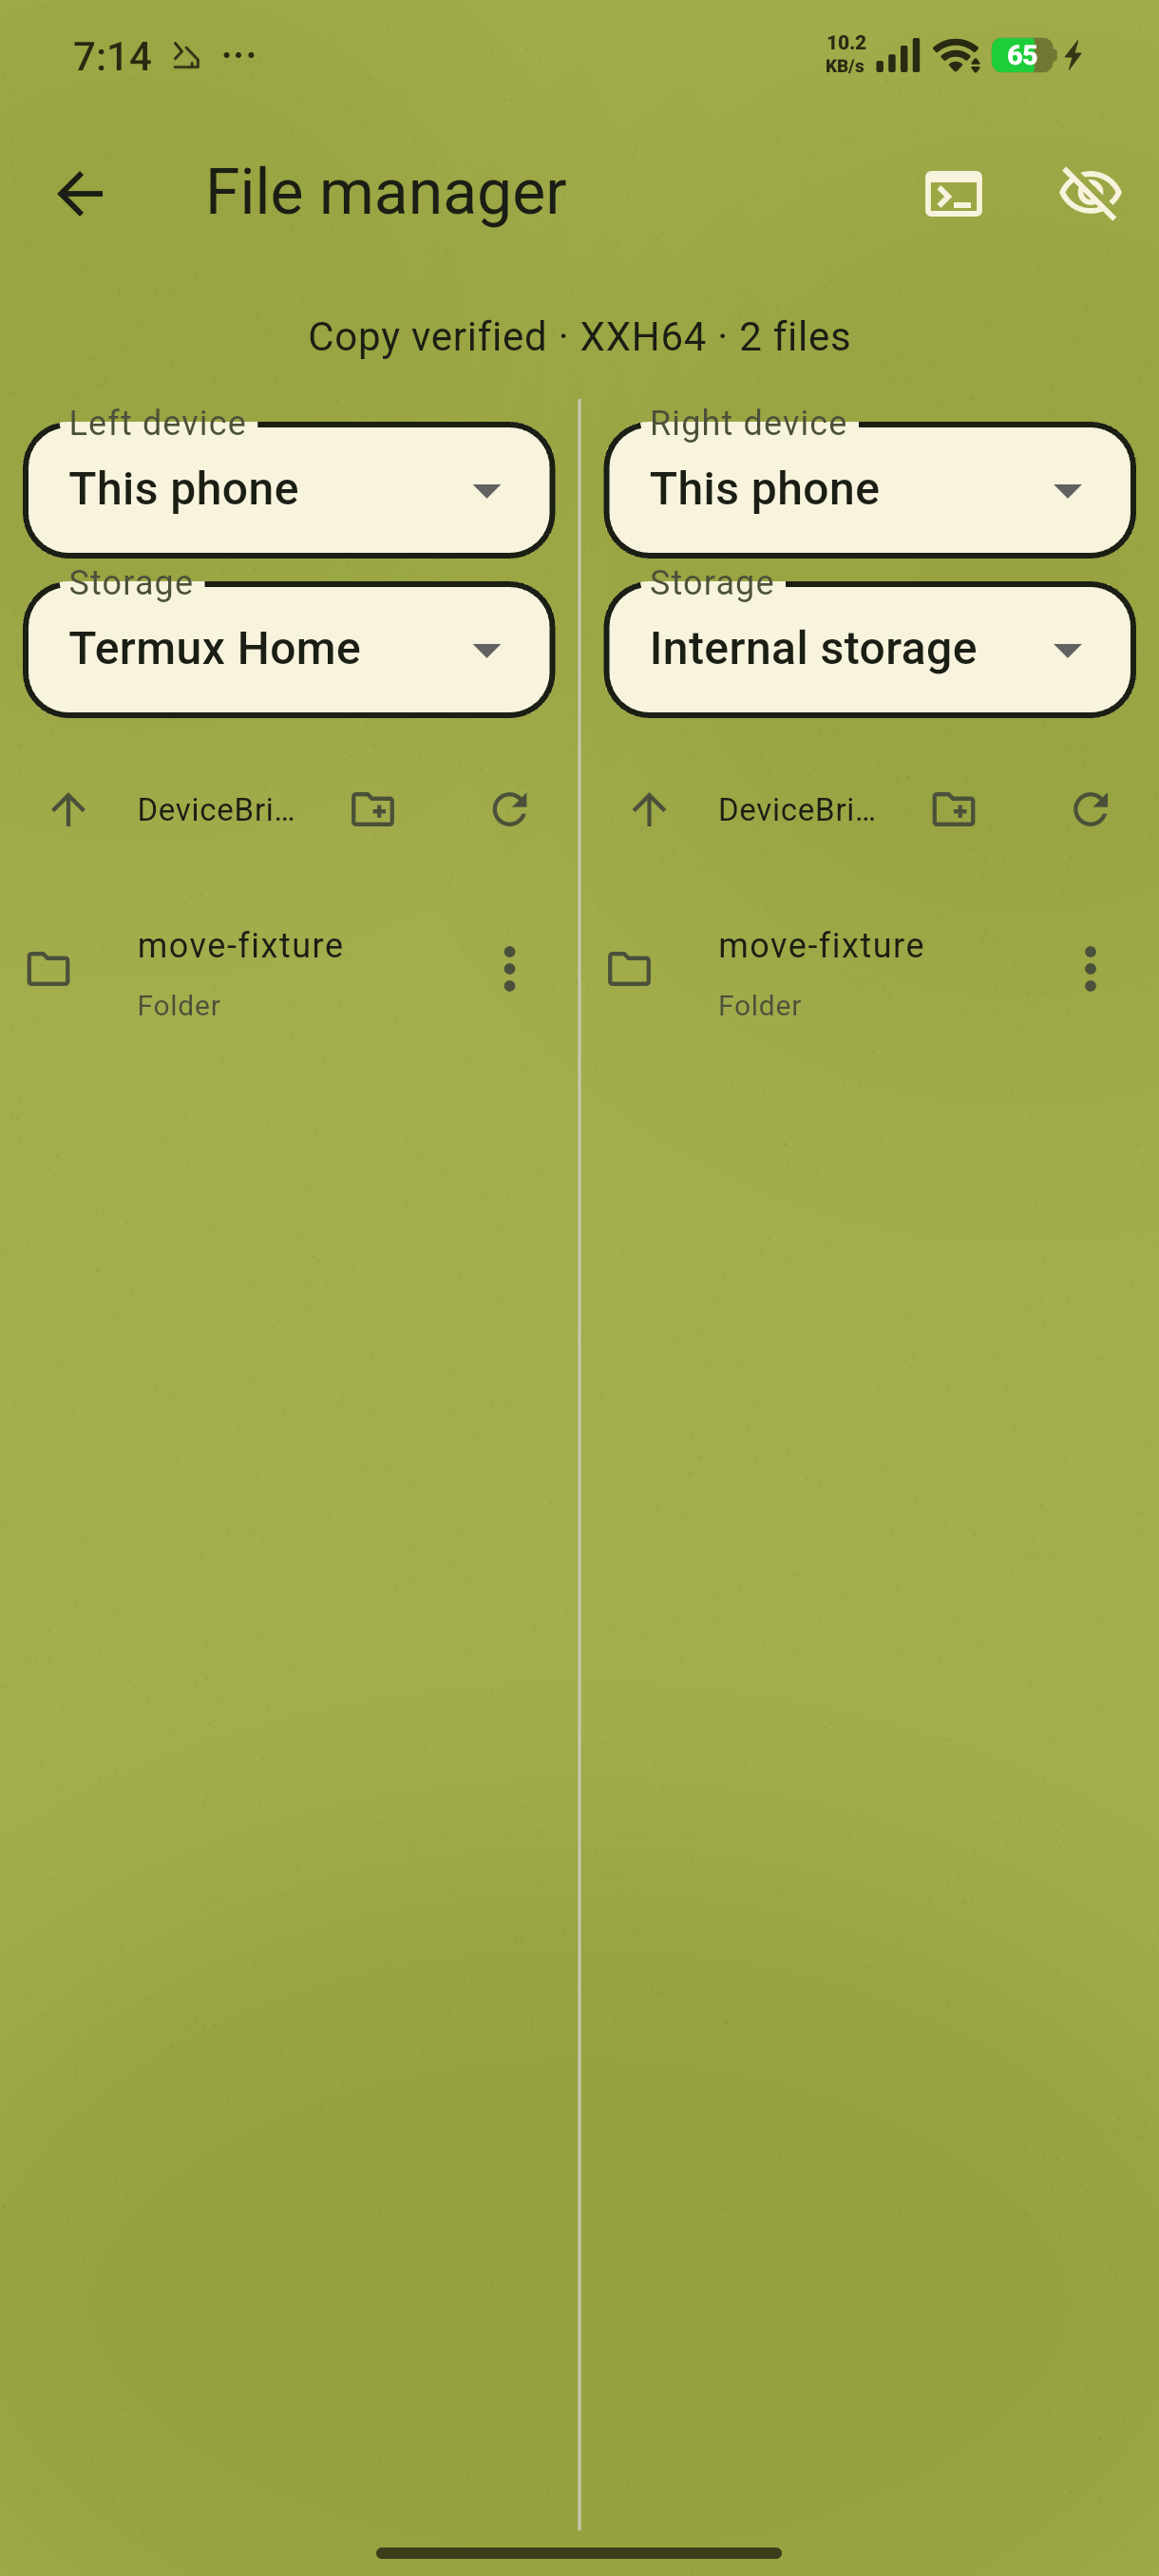 7:14
10.2
KB/s
65
File manager
Copy verified · XXH64 · 2 files
Left device
This phone
Storage
Termux Home
DeviceBri...
move-fixture
Folder
Right device
This phone
Storage
Internal storage
DeviceBri...
move-fixture
Folder